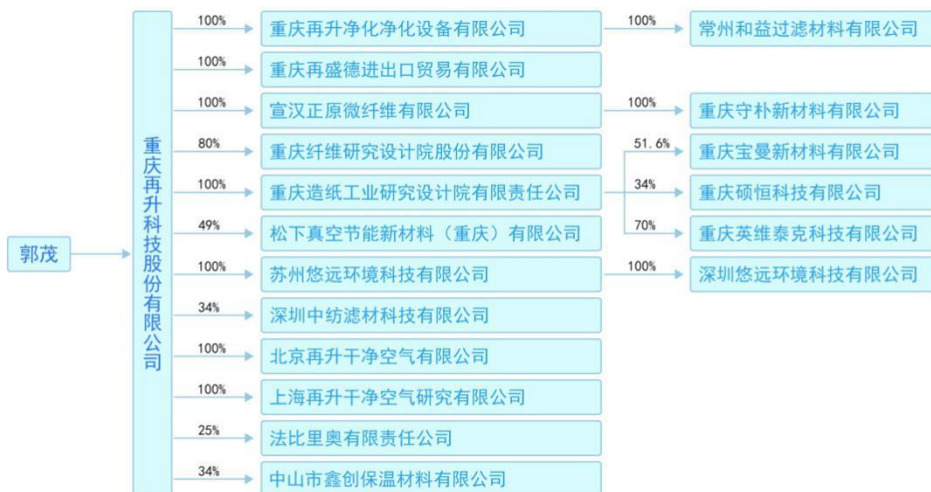 郭茂
重庆再升科技股份有限公司
100% 重庆再升净化净化设备有限公司 100% 常州和益过滤材料有限公司
100% 重庆再盛德进出口贸易有限公司
100% 宣汉正原微纤维有限公司 100% 重庆守朴新材料有限公司
80% 重庆纤维研究设计院股份有限公司 51.6% 重庆宝曼新材料有限公司
100% 重庆造纸工业研究设计院有限责任公司 34% 重庆硕恒科技有限公司
49% 松下真空节能新材料（重庆）有限公司 70% 重庆英维泰克科技有限公司
100% 苏州悠远环境科技有限公司 100% 深圳悠远环境科技有限公司
34% 深圳中纺滤材科技有限公司
100% 北京再升干净空气有限公司
100% 上海再升干净空气研究有限公司
25% 法比里奥有限责任公司
34% 中山市鑫创保温材料有限公司